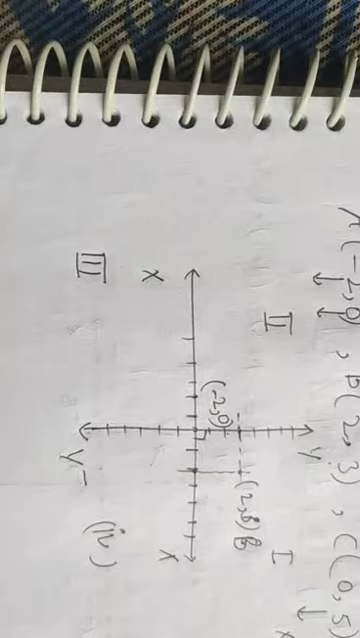 A(-2,0), B(2,3), C(0,5)
II
Y
I
(-2,0)
(2,3) B
X
X
III
Y-
(iv)